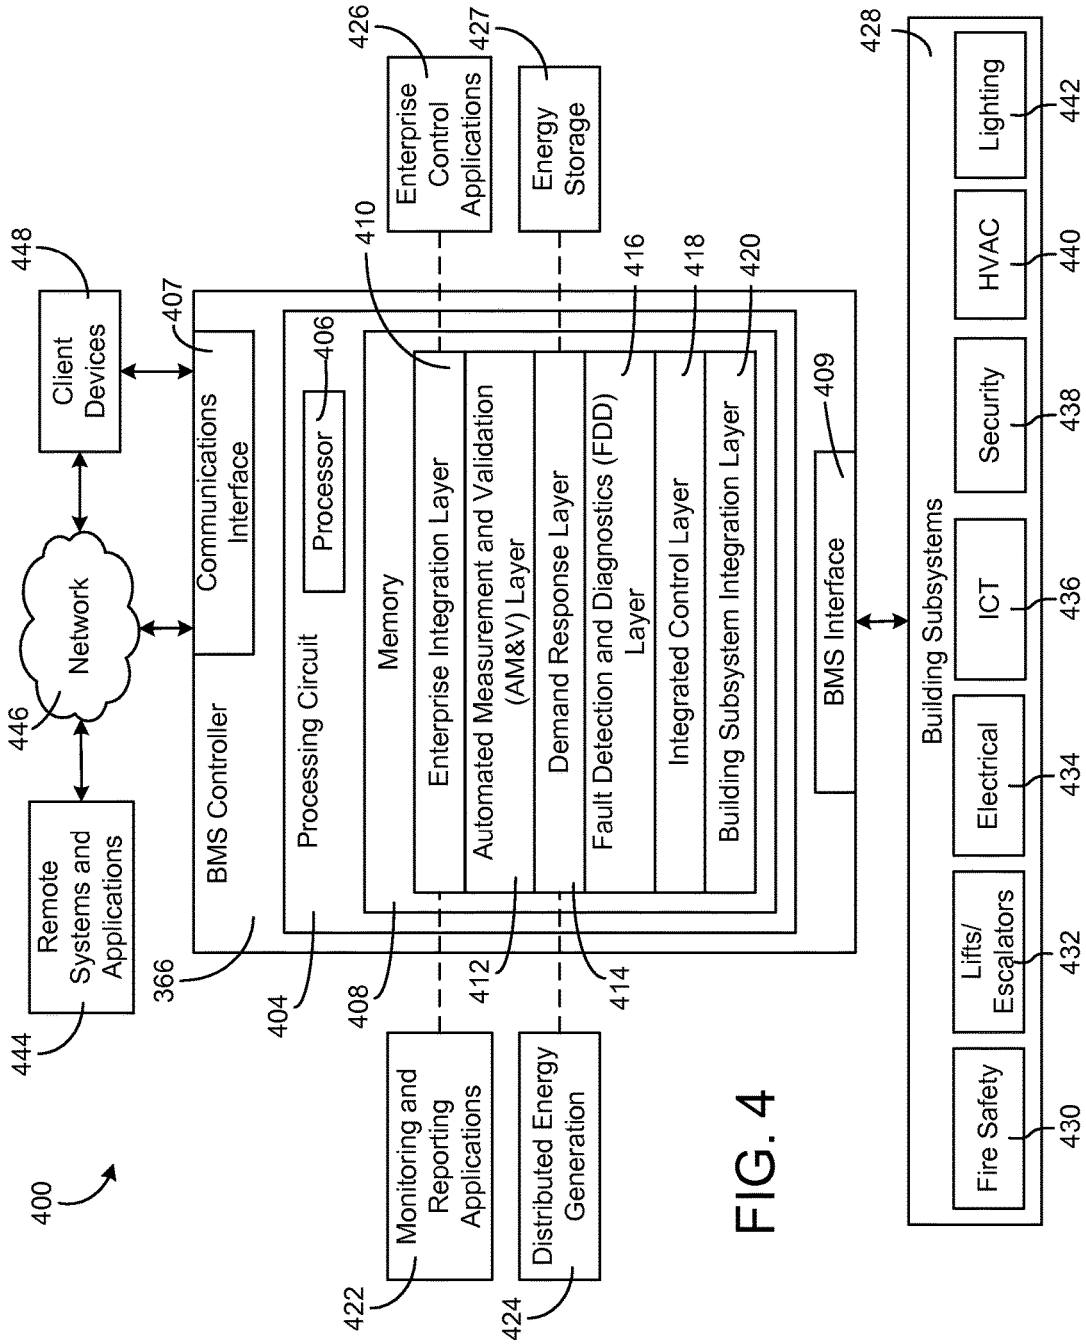 400
444
Remote
Systems and
Applications
446
Network
448
Client
Devices
366
BMS Controller
Communications
Interface
407
404
Processing Circuit
Processor
406
408
Memory
410
Enterprise Integration Layer
412
Automated Measurement and Validation
(AM&V) Layer
414
Demand Response Layer
Fault Detection and Diagnostics (FDD)
Layer
416
Integrated Control Layer
418
Building Subsystem Integration Layer
420
BMS Interface
409
422
Monitoring and
Reporting
Applications
424
Distributed Energy
Generation
426
Enterprise
Control
Applications
427
Energy
Storage
Building Subsystems
428
Fire Safety
Lifts/
Escalators
Electrical
ICT
Security
HVAC
Lighting
430
432
434
436
438
440
442
FIG. 4